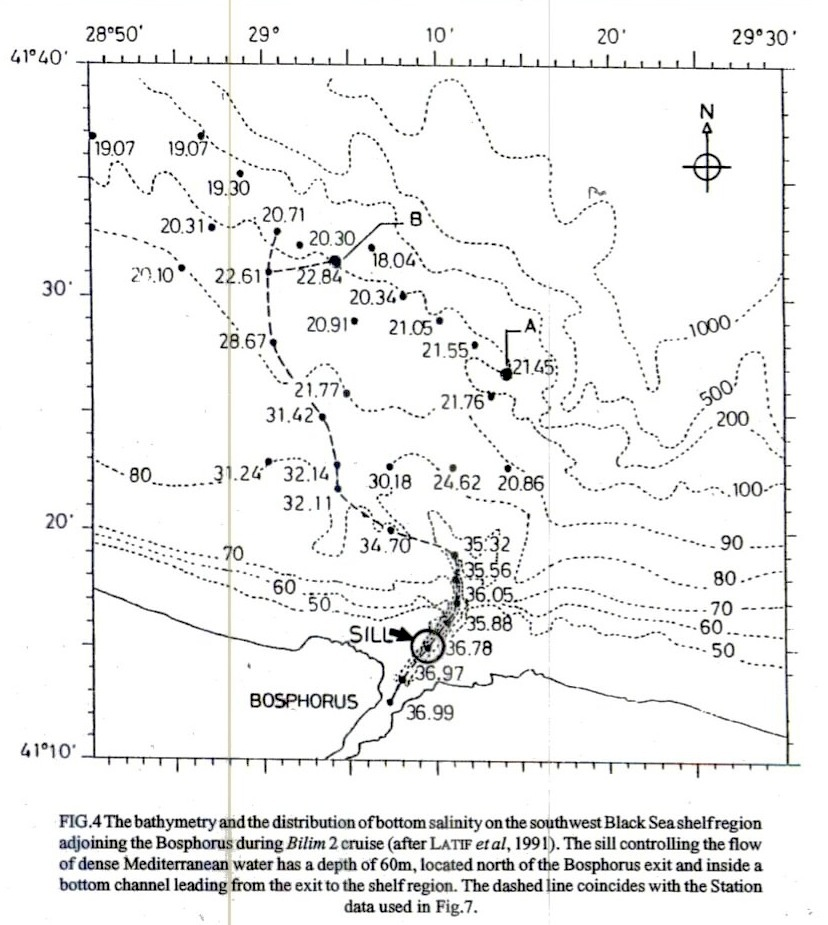 28°50' 29° 10' 20' 29°30'
41°40'
N
19.07 19.07
19.30
20.71 B
20.31 20.30
18.04
20.10 22.61 22.84
30' 20.34
20.91 21.05 A 1000
28.67 21.55
21.45
21.77 21.76 500
31.42 200
80 31.24 32.14 30.18 24.62 20.86 100
32.11
20'
34.70 35.32 90
70 35.56 80
60 36.05 70
50 35.88 60
SILL 36.78 50
36.97
BOSPHORUS 36.99
41°10'
FIG.4 The bathymetry and the distribution of bottom salinity on the southwest Black Sea shelf region
adjoining the Bosphorus during Bilim 2 cruise (after LATIF et al, 1991). The sill controlling the flow
of dense Mediterranean water has a depth of 60m, located north of the Bosphorus exit and inside a
bottom channel leading from the exit to the shelf region. The dashed line coincides with the Station
data used in Fig.7.